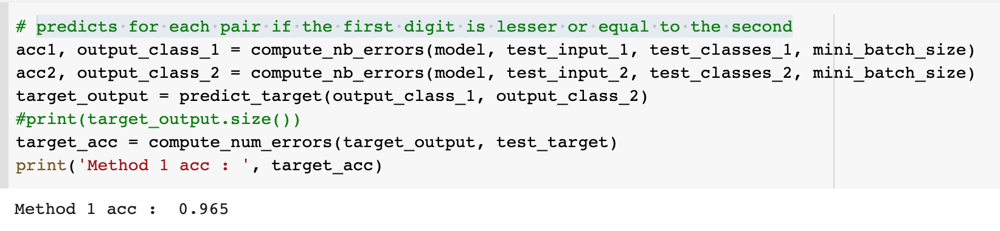 # predicts for each pair if the first digit is lesser or equal to the second
acc1, output_class_1 = compute_nb_errors(model, test_input_1, test_classes_1, mini_batch_size)
acc2, output_class_2 = compute_nb_errors(model, test_input_2, test_classes_2, mini_batch_size)
target_output = predict_target(output_class_1, output_class_2)
#print(target_output.size())
target_acc = compute_num_errors(target_output, test_target)
print('Method 1 acc : ', target_acc)
Method 1 acc :  0.965